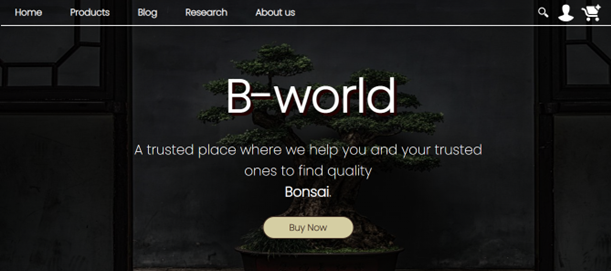 Home Products Blog Research About us
B-world
A trusted place where we help you and your trusted
ones to find quality
Bonsai.
Buy Now